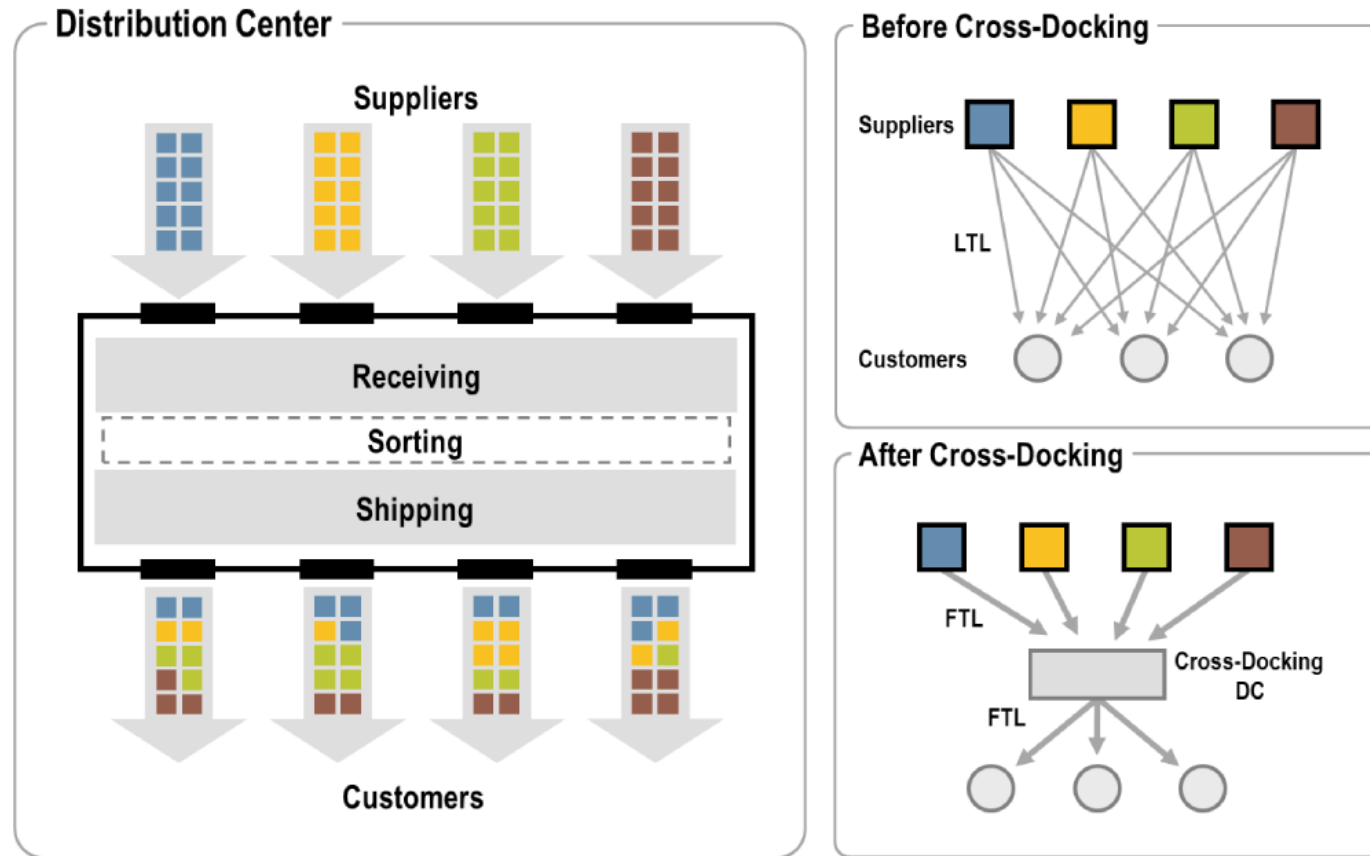 Distribution Center
Suppliers
Receiving
Sorting
Shipping
Customers
Before Cross-Docking
Suppliers
LTL
Customers
After Cross-Docking
FTL
Cross-Docking
DC
FTL